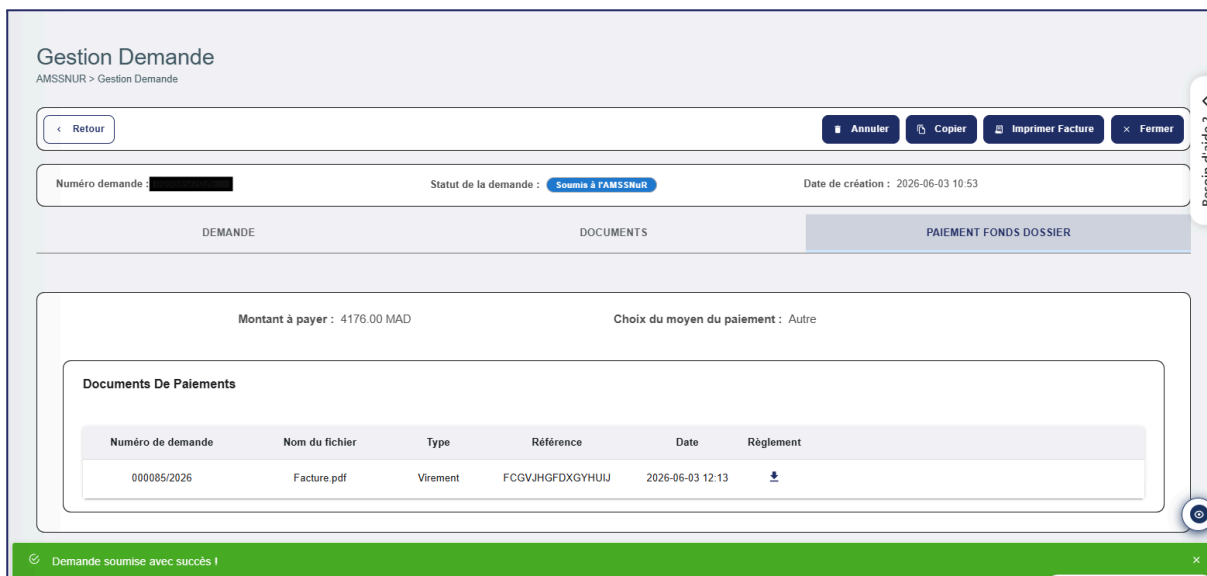 Gestion Demande
AMSSNUR > Gestion Demande
Retour Annuler Copier Imprimer Facture Fermer
Numéro demande : Statut de la demande : Soumis à l'AMSSNuR Date de création : 2026-06-03 10:53
DEMANDE DOCUMENTS PAIEMENT FONDS DOSSIER
Montant à payer : 4176.00 MAD Choix du moyen du paiement : Autre
Documents De Paiements
Numéro de demande Nom du fichier Type Référence Date Règlement
000085/2026 Facture.pdf Virement FCGVJHGFDXGYHUIJ 2026-06-03 12:13
Demande soumise avec succès !
Besoin d'aide ?